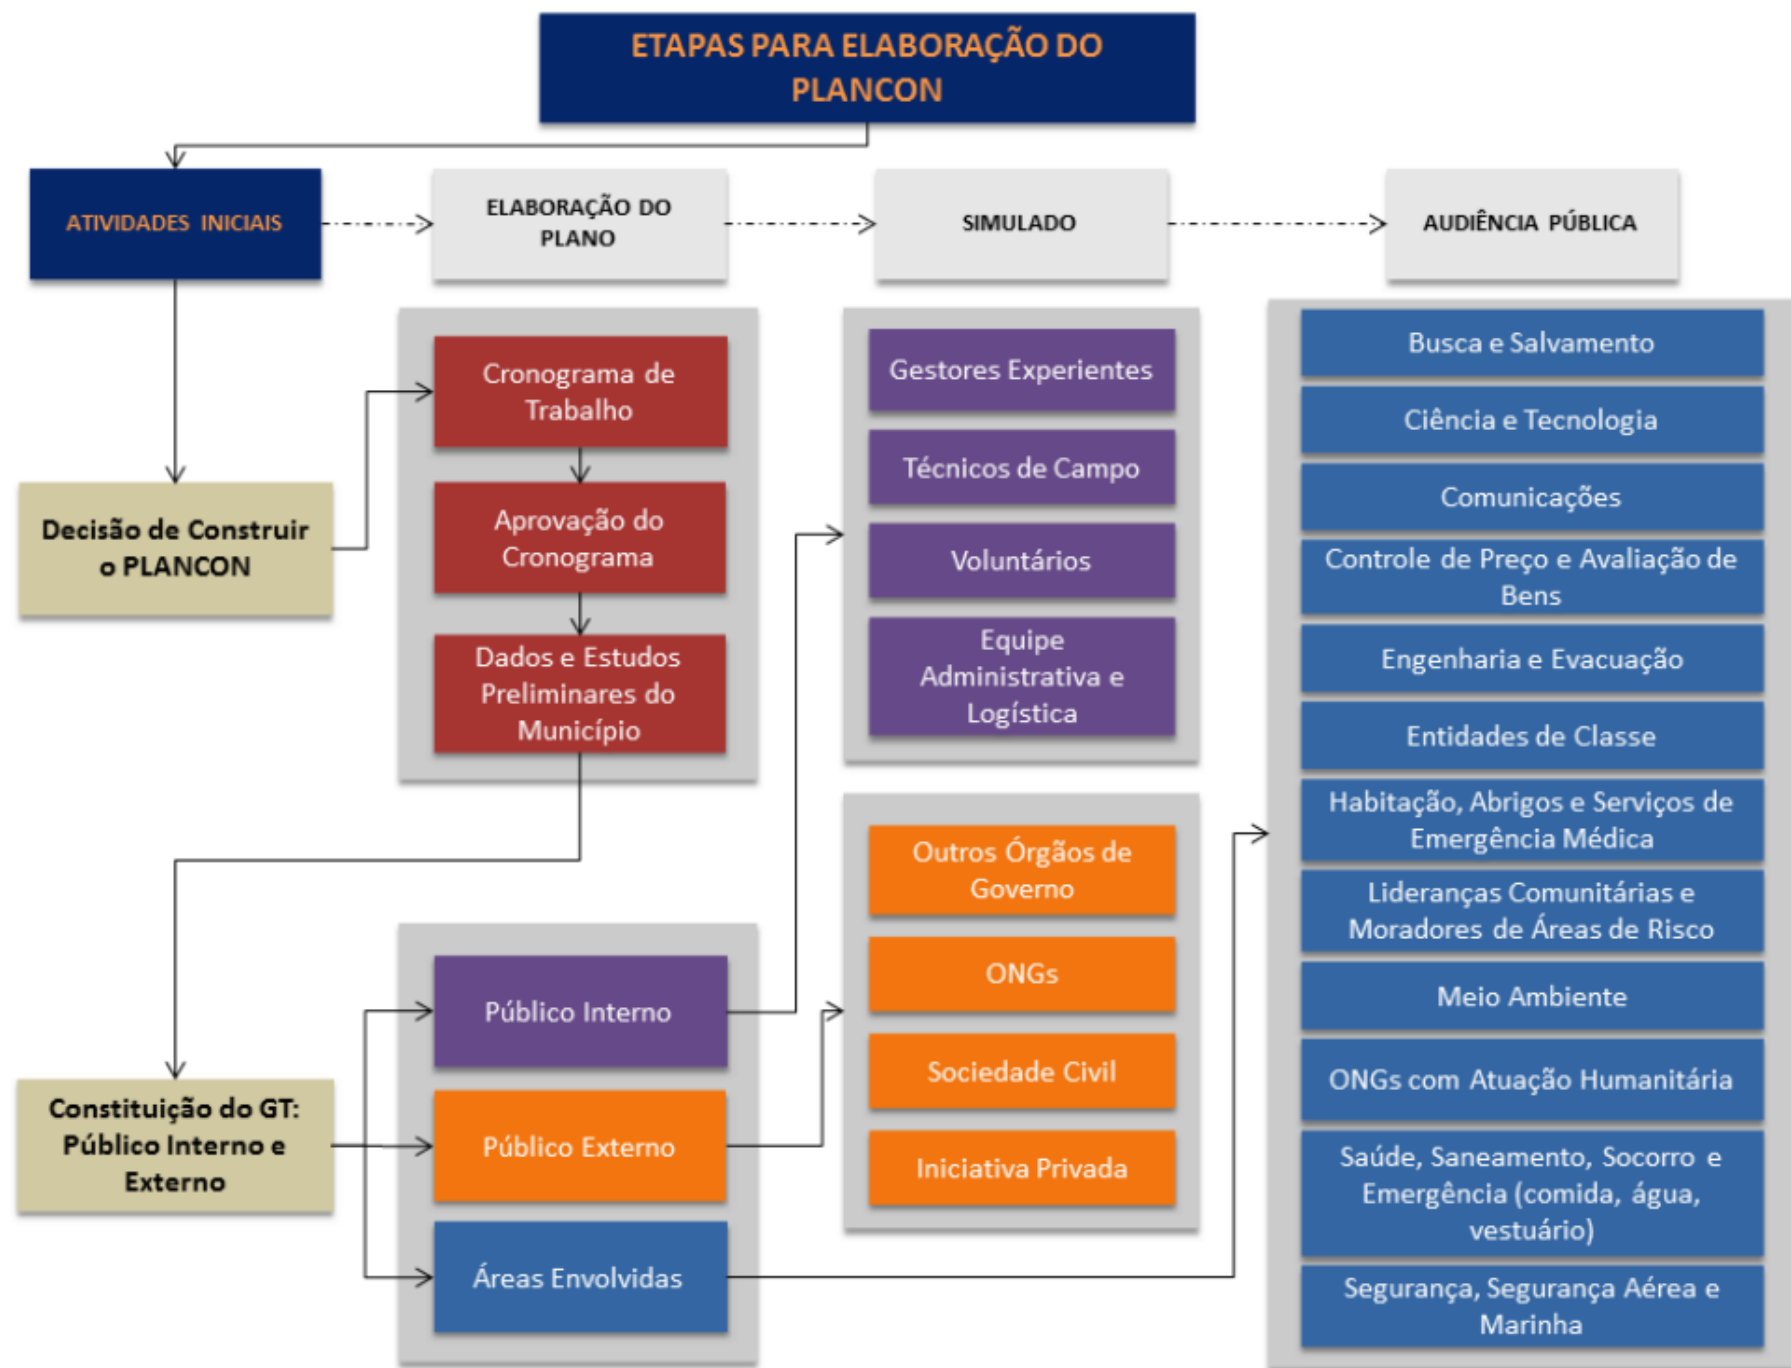 ETAPAS PARA ELABORAÇÃO DO
PLANCON
ATIVIDADES INICIAIS
ELABORAÇÃO DO
PLANO
SIMULADO
AUDIÊNCIA PÚBLICA
Decisão de Construir
o PLANCON
Cronograma de
Trabalho
Aprovação do
Cronograma
Dados e Estudos
Preliminares do
Município
Constituição do GT:
Público Interno e
Externo
Público Interno
Público Externo
Áreas Envolvidas
Gestores Experientes
Técnicos de Campo
Voluntários
Equipe
Administrativa e
Logística
Outros Órgãos de
Governo
ONGs
Sociedade Civil
Iniciativa Privada
Busca e Salvamento
Ciência e Tecnologia
Comunicações
Controle de Preço e Avaliação de
Bens
Engenharia e Evacuação
Entidades de Classe
Habitação, Abrigos e Serviços de
Emergência Médica
Lideranças Comunitárias e
Moradores de Áreas de Risco
Meio Ambiente
ONGs com Atuação Humanitária
Saúde, Saneamento, Socorro e
Emergência (comida, água,
vestuário)
Segurança, Segurança Aérea e
Marinha